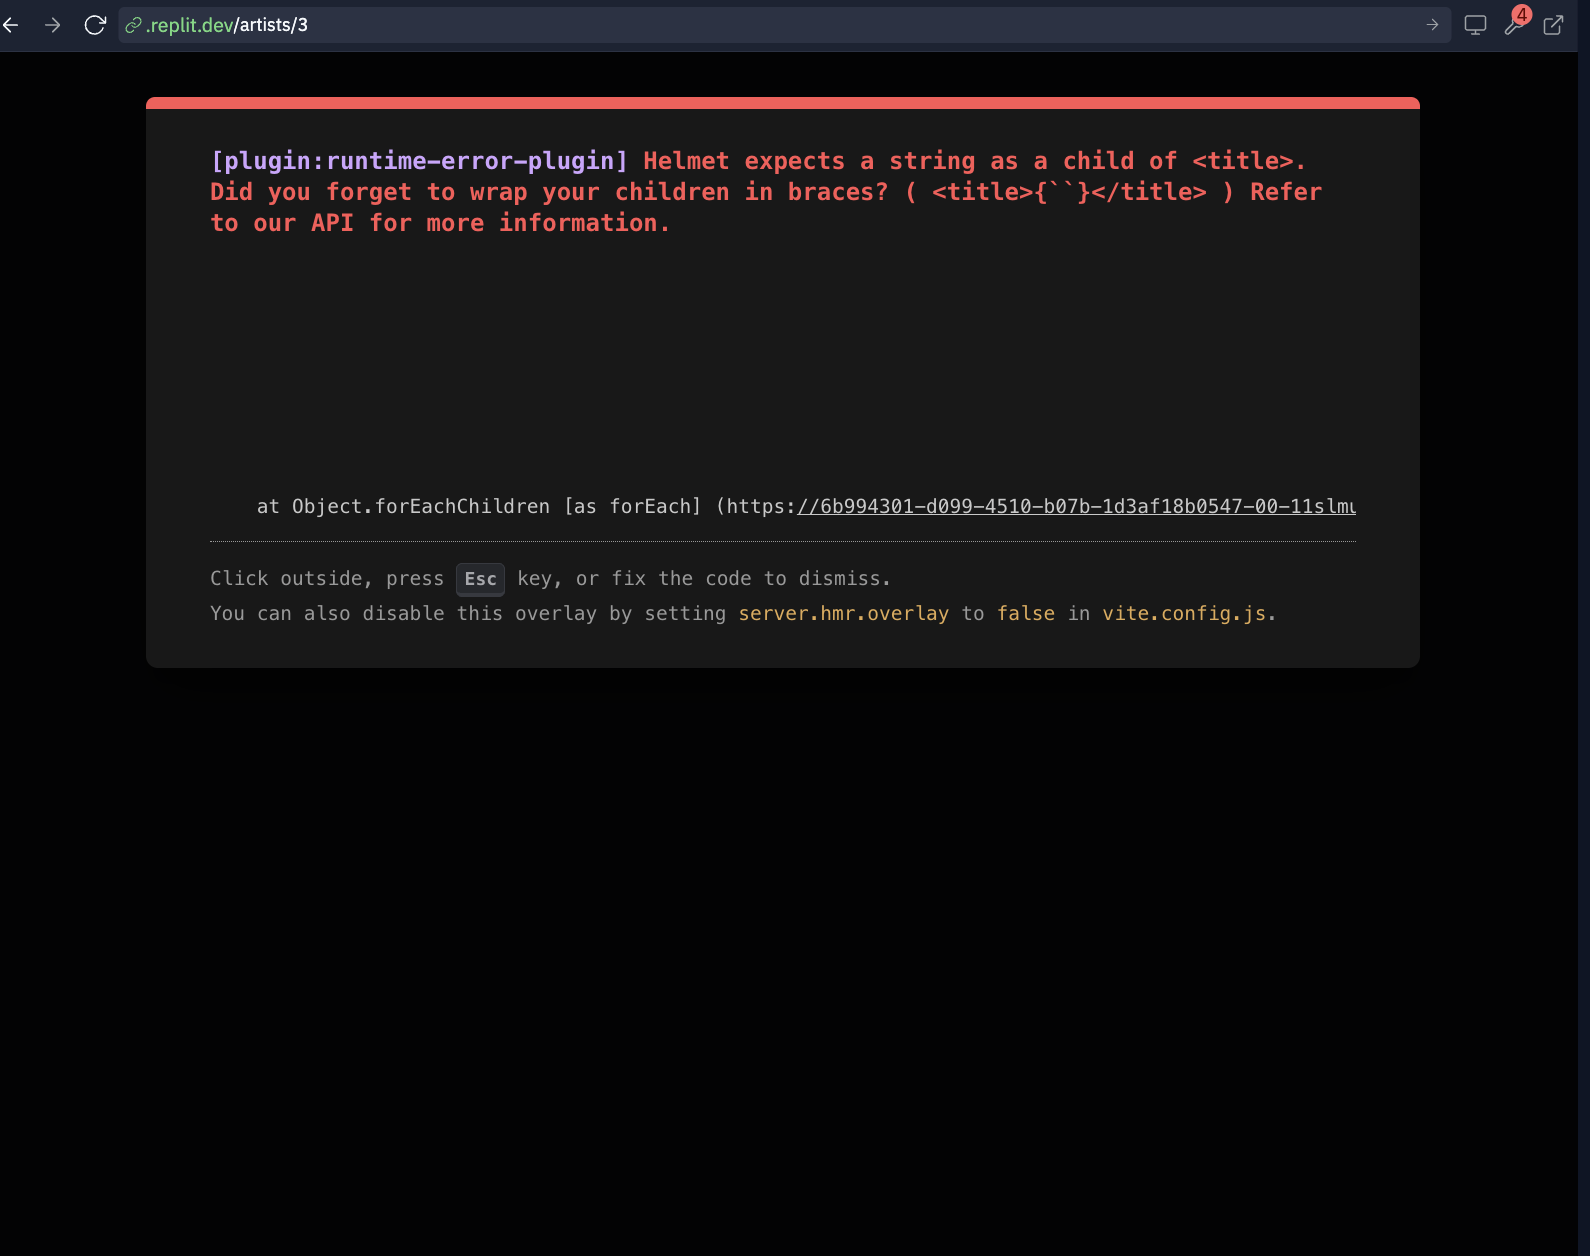 .replit.dev/artists/3
4
[plugin:runtime-error-plugin] Helmet expects a string as a child of <title>.
Did you forget to wrap your children in braces? ( <title>{``}</title> ) Refer
to our API for more information.
at Object.forEachChildren [as forEach] (https://6b994301-d099-4510-b07b-1d3af18b0547-00-11slmu
Click outside, press Esc key, or fix the code to dismiss.
You can also disable this overlay by setting server.hmr.overlay to false in vite.config.js.